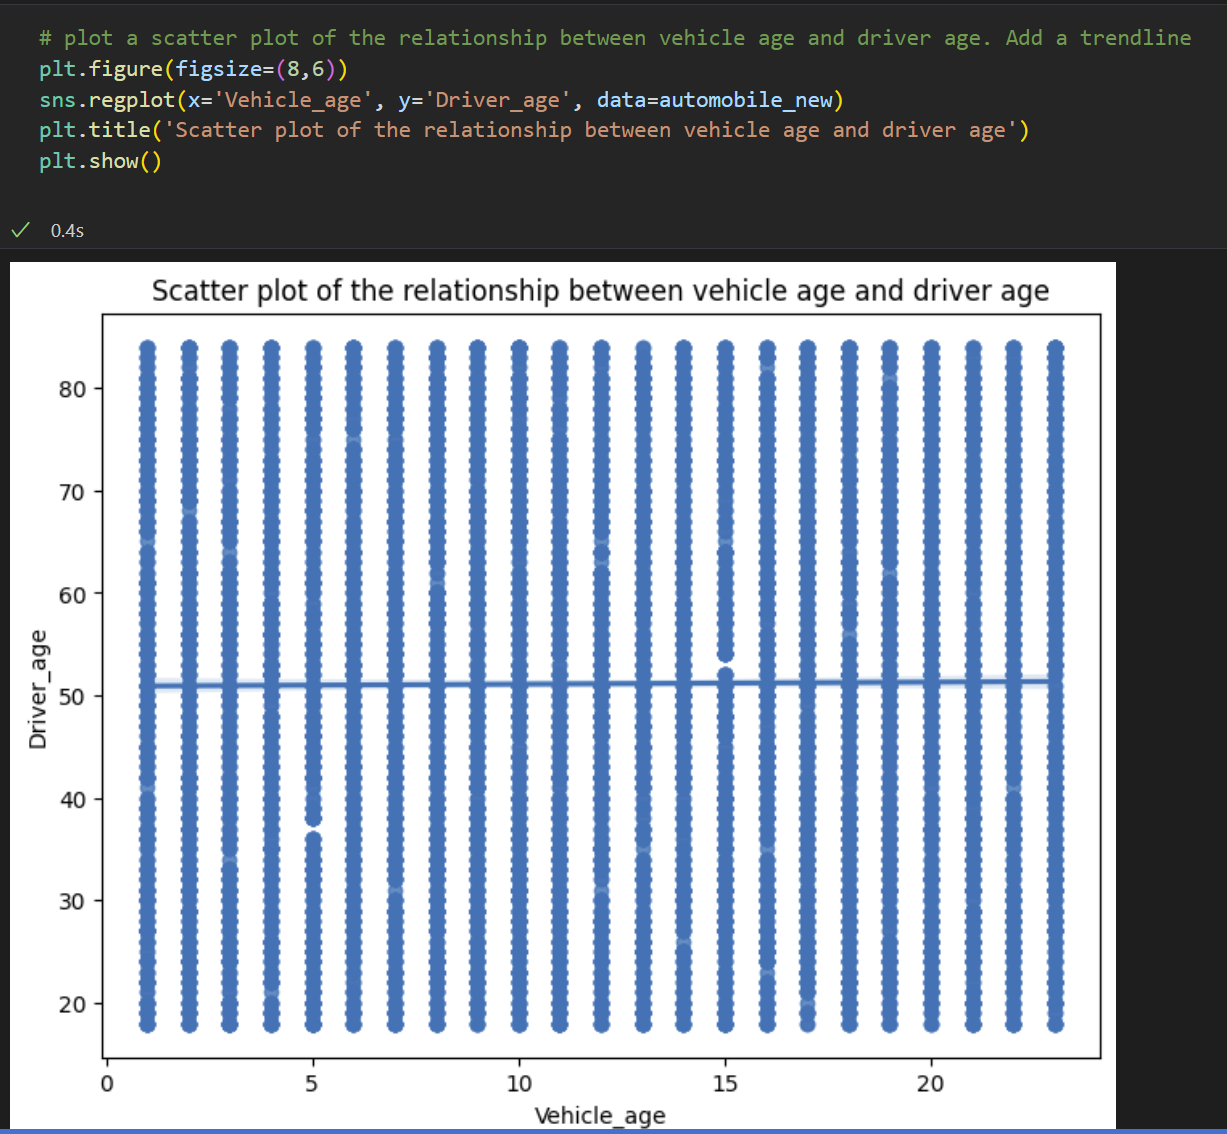 # plot a scatter plot of the relationship between vehicle age and driver age. Add a trendline
plt.figure(figsize=(8,6))
sns.regplot(x='Vehicle_age', y='Driver_age', data=automobile_new)
plt.title('Scatter plot of the relationship between vehicle age and driver age')
plt.show()
0.4s
Scatter plot of the relationship between vehicle age and driver age
80
70
60
50
40
30
20
Driver_age
0 5 10 15 20
Vehicle_age